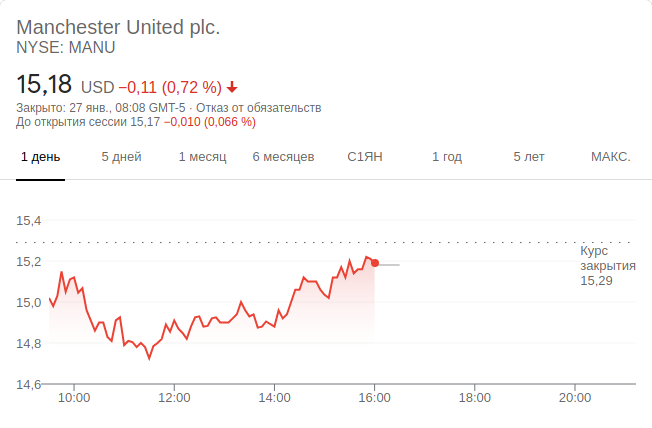 Manchester United plc.
NYSE: MANU
15,18 USD −0,11 (0,72 %)
Закрыто: 27 янв., 08:08 GMT-5 · Отказ от обязательств
До открытия сессии 15,17 −0,010 (0,066 %)
1 день 5 дней 1 месяц 6 месяцев С1ЯН 1 год 5 лет МАКС.
15,4
Курс
закрытия
15,29
15,2
15,0
14,8
14,6
10:00 12:00 14:00 16:00 18:00 20:00